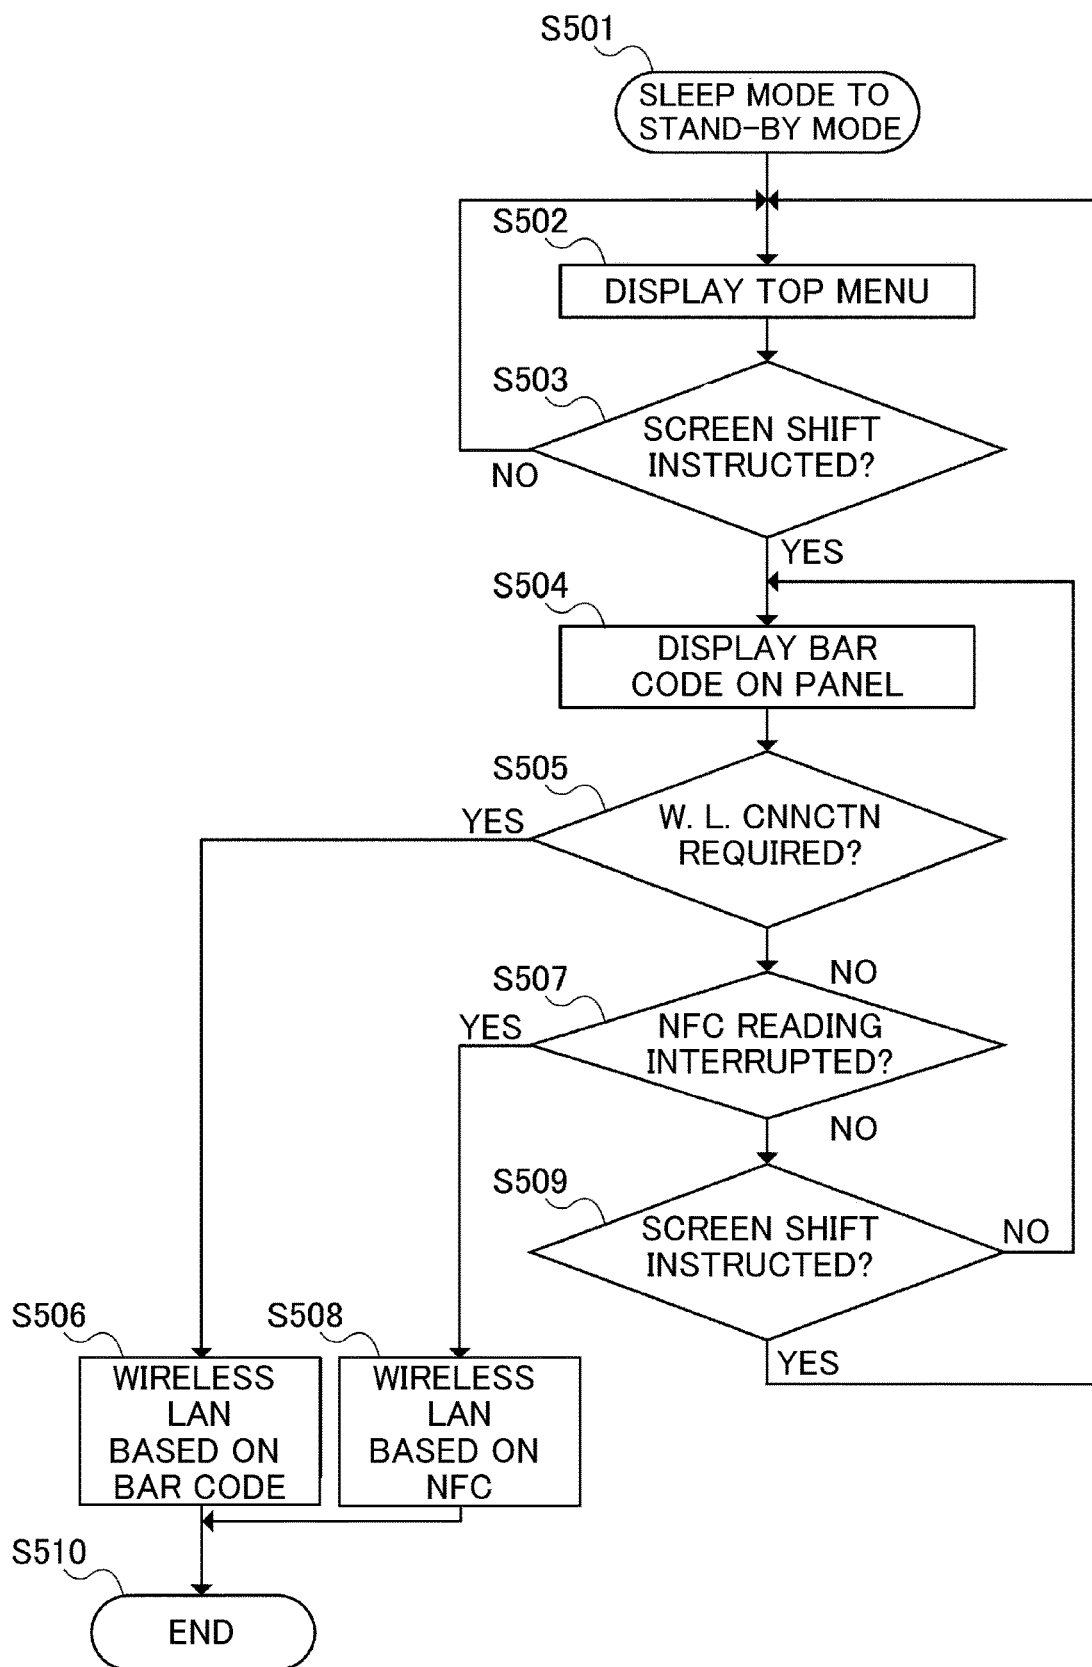 S501
SLEEP MODE TO
STAND-BY MODE
S502
DISPLAY TOP MENU
S503
SCREEN SHIFT
INSTRUCTED?
NO
YES
S504
DISPLAY BAR
CODE ON PANEL
S505
YES
W. L. CNNCTN
REQUIRED?
NO
S507
YES
NFC READING
INTERRUPTED?
NO
S509
SCREEN SHIFT
INSTRUCTED?
NO
YES
S506
WIRELESS
LAN
BASED ON
BAR CODE
S508
WIRELESS
LAN
BASED ON
NFC
S510
END